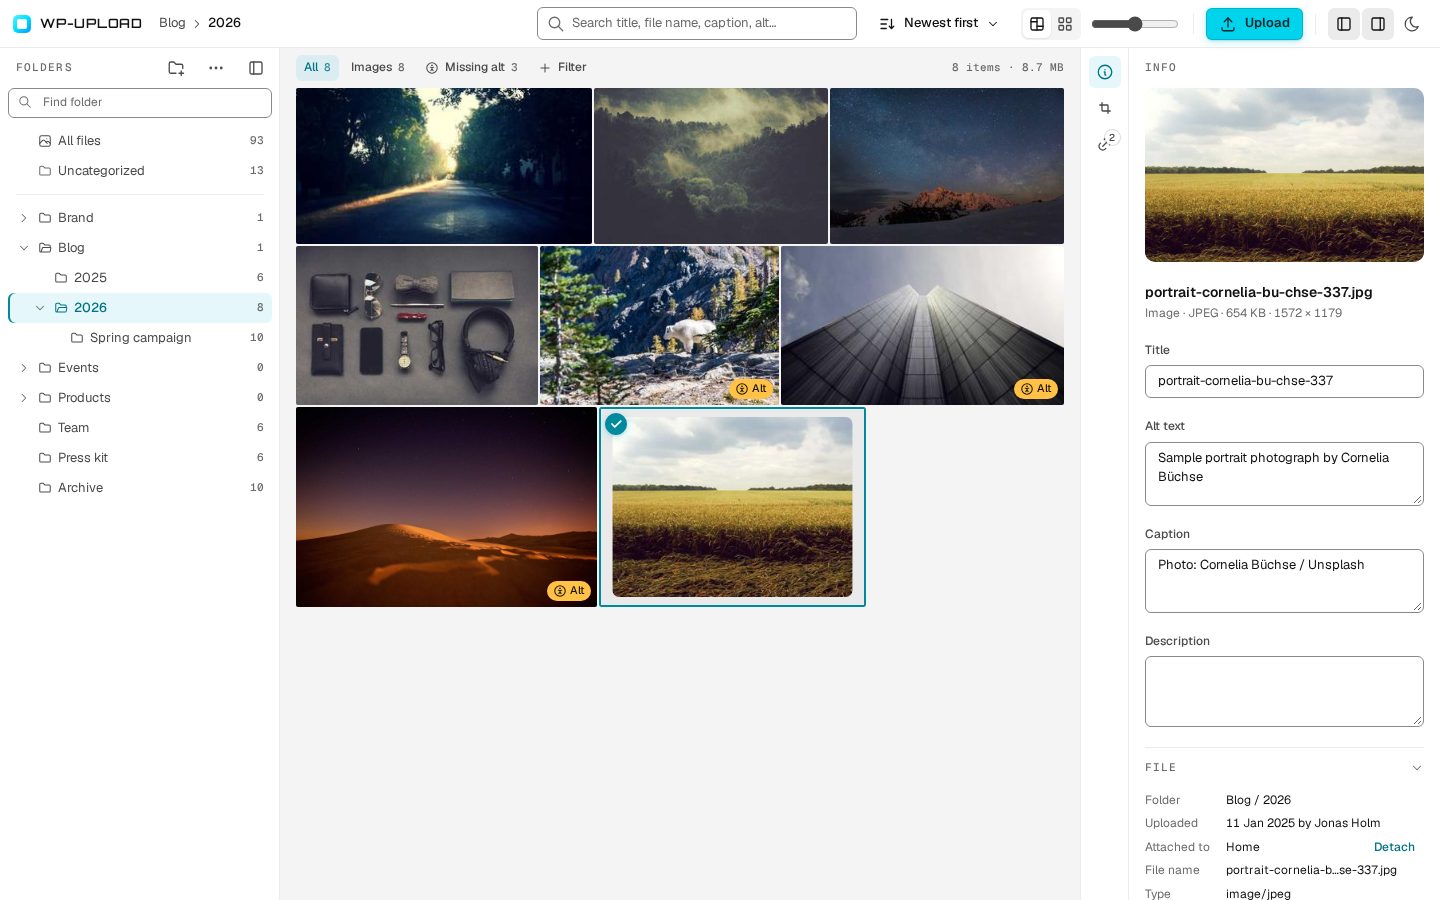 WP-UPLOAD
Blog > 2026
Search title, file name, caption, alt...
Newest first
Upload
FOLDERS
Find folder
All files 93
Uncategorized 13
Brand 1
Blog 1
2025 6
2026 8
Spring campaign 10
Events 0
Products 0
Team 6
Press kit 6
Archive 10
All 8
Images 8
Missing alt 3
Filter
8 items · 8.7 MB
Alt
Alt
Alt
2
INFO
portrait-cornelia-bu-chse-337.jpg
Image · JPEG · 654 KB · 1572 × 1179
Title
portrait-cornelia-bu-chse-337
Alt text
Sample portrait photograph by Cornelia
Büchse
Caption
Photo: Cornelia Büchse / Unsplash
Description
FILE
Folder Blog / 2026
Uploaded 11 Jan 2025 by Jonas Holm
Attached to Home Detach
File name portrait-cornelia-b...se-337.jpg
Type image/jpeg